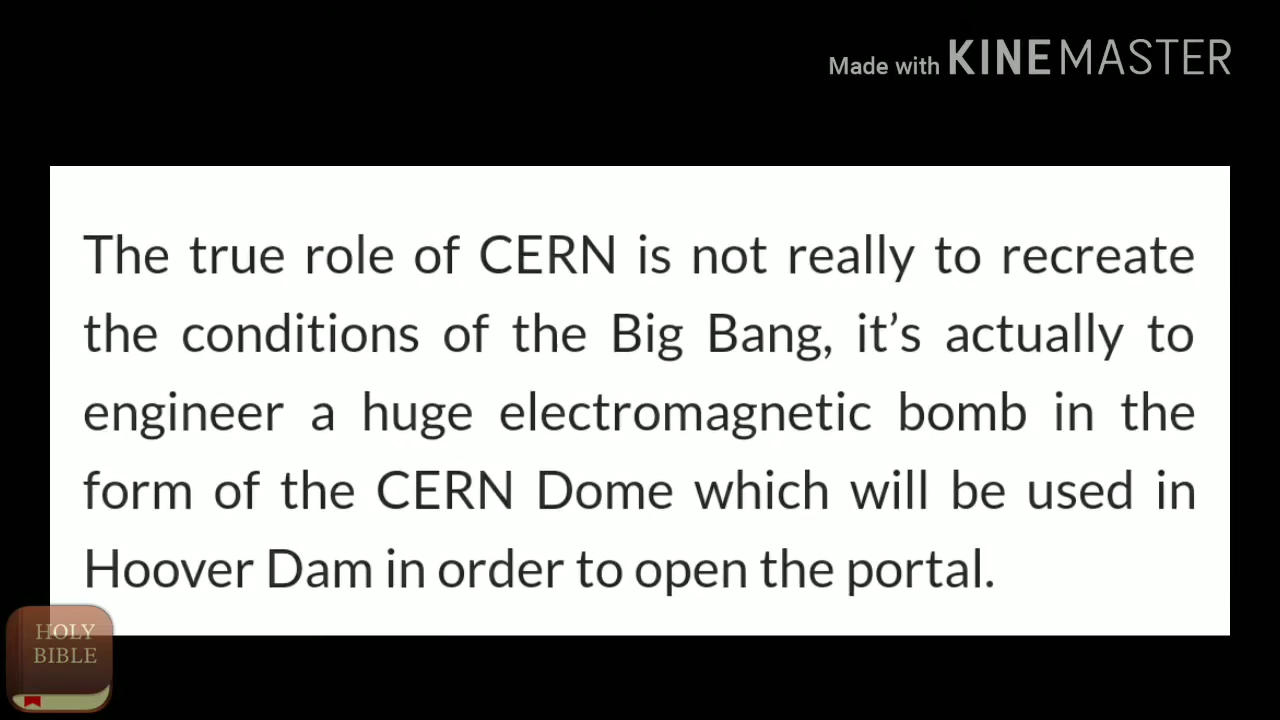 Made with KINEMASTER
The true role of CERN is not really to recreate
the conditions of the Big Bang, it’s actually to
engineer a huge electromagnetic bomb in the
form of the CERN Dome which will be used in
Hoover Dam in order to open the portal.
HOLY
BIBLE